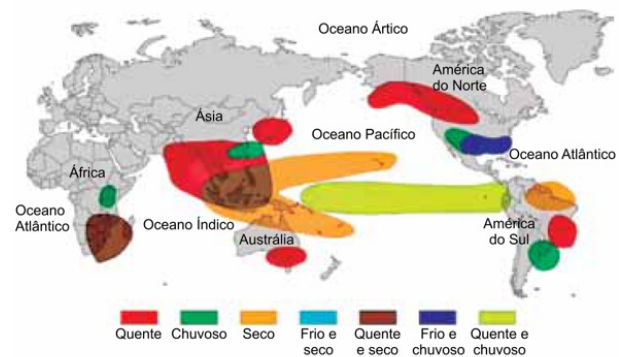 Oceano Ártico
América
do Norte
Ásia
Oceano Pacífico
Oceano Atlântico
África
Oceano
Atlântico
Oceano Índico
Austrália
América
do Sul
Quente
Chuvoso
Seco
Frio e
seco
Quente
e seco
Frio e
chuvoso
Quente e
chuvoso